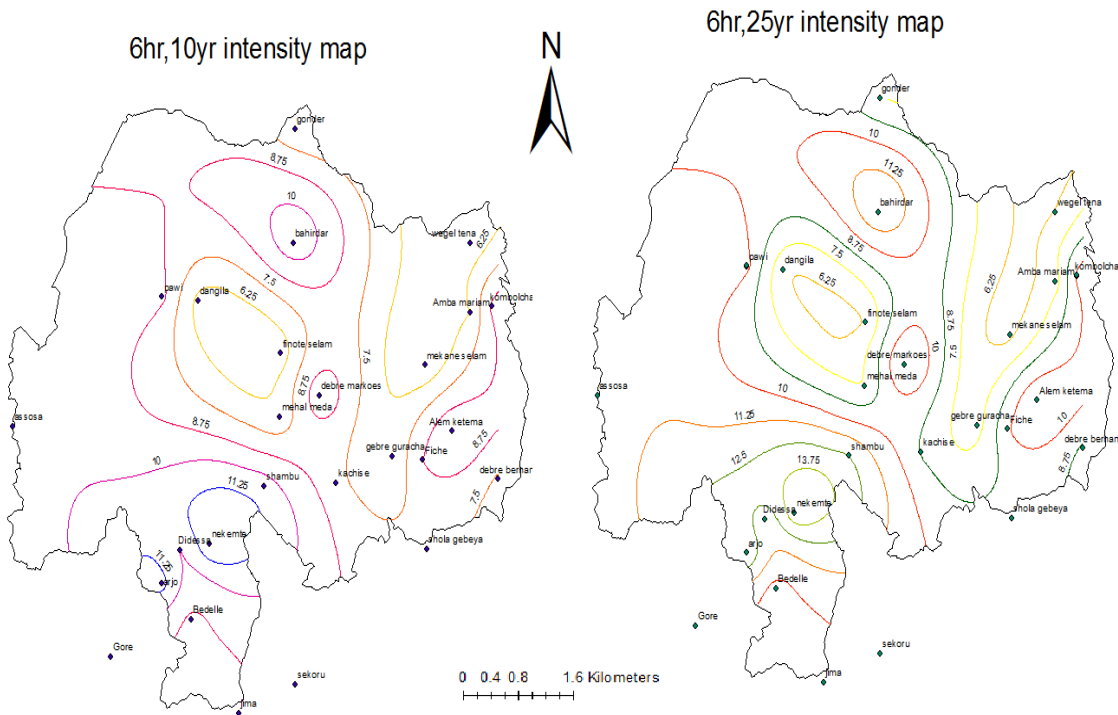 6hr,10yr intensity map
N
6hr,25yr intensity map
gonder
8.75
10
bahirdar
wegel tena
6.25
pawi
dangila
7.5
6.25
Amba mariam
kombolcha
finote selam
7.5
mekane selam
8.75
debre markoes
mehal meda
assosa
Alem ketema
8.75
8.75
gebre guracha
Fiche
10
shambu
kachise
debre berhan
11.25
7.5
Didessa
nekemte
shola gebeya
11.25
arjo
Bedelle
Gore
sekoru
jima
0 0.4 0.8 1.6 Kilometers
gonder
10
11.25
bahirdar
wegel tena
8.75
pawi
dangila
7.5
6.25
6.25
Amba mariam
kombolcha
finote selam
8.75
7.5
mekane selam
10
debre markoes
mehal meda
assosa
10
Alem ketema
11.25
10
gebre guracha
Fiche
shambu
kachise
debre berhan
12.5
13.75
8.75
nekemte
Didessa
shola gebeya
arjo
Bedelle
Gore
sekoru
jima